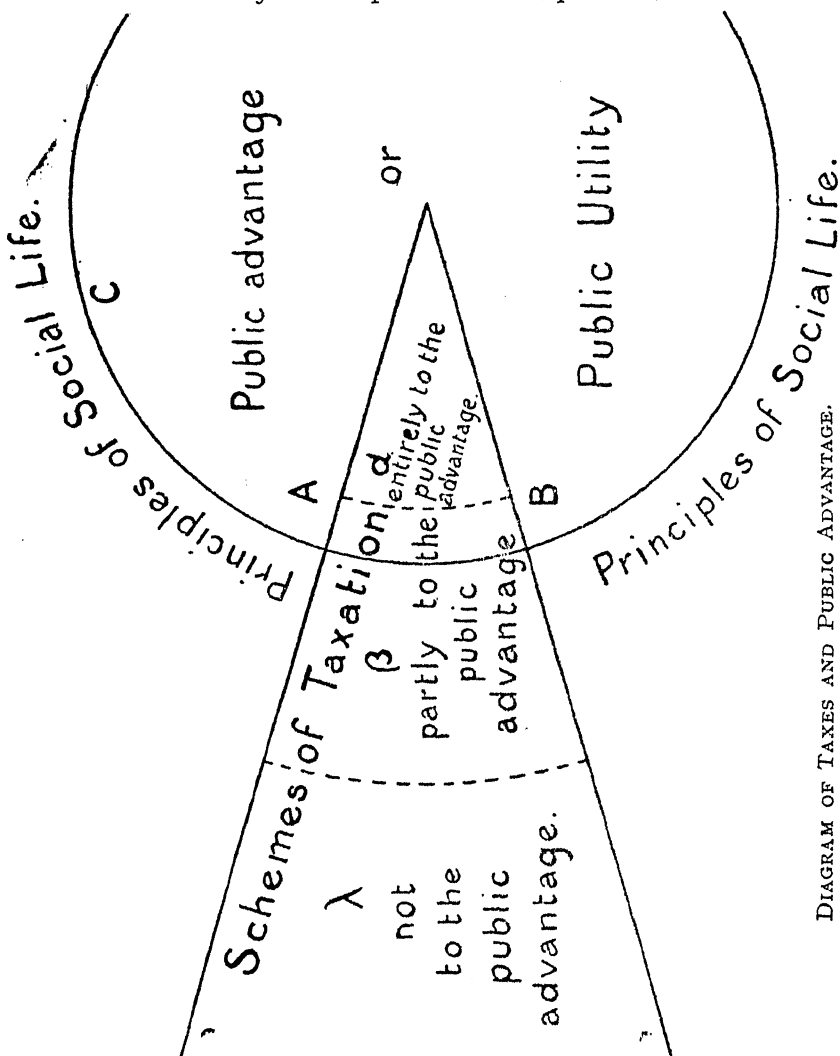 Principles of Social Life.
C
Public advantage
or
Public Utility
A
B
Schemes of Taxation
α
entirely to the
public
advantage.
β
partly to the
public
advantage
λ
not
to the
public
advantage.
Principles of Social Life.
DIAGRAM OF TAXES AND PUBLIC ADVANTAGE.